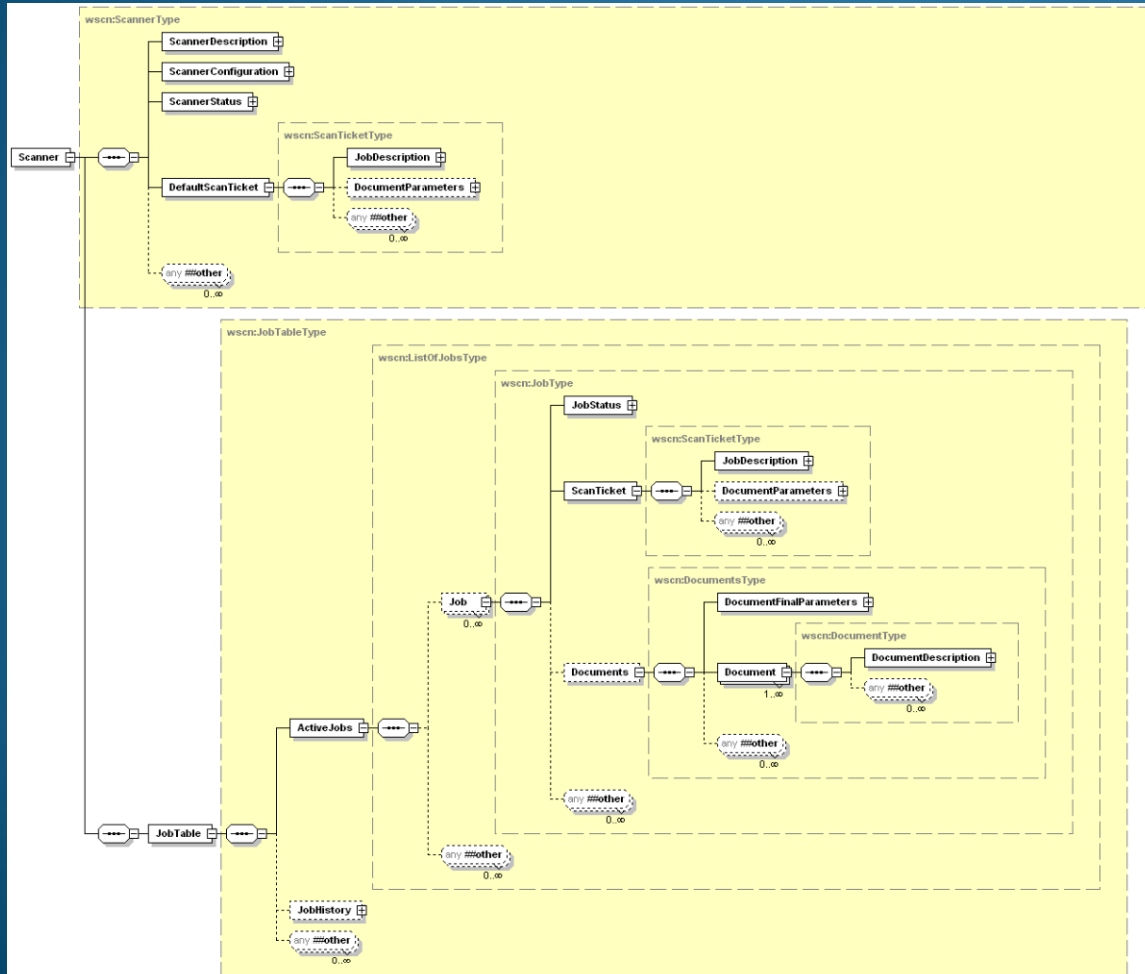 wscn:ScannerType
ScannerDescription
ScannerConfiguration
ScannerStatus
wscn:ScanTicketType
Scanner
JobDescription
DefaultScanTicket
DocumentParameters
any ##other
0..∞
any ##other
0..∞
wscn:JobTableType
wscn:ListOfJobsType
wscn:JobType
JobStatus
wscn:ScanTicketType
JobDescription
ScanTicket
DocumentParameters
any ##other
0..∞
wscn:DocumentsType
Job
0..∞
DocumentFinalParameters
wscn:DocumentType
DocumentDescription
Documents
Document
1..∞
any ##other
0..∞
ActiveJobs
any ##other
0..∞
any ##other
0..∞
JobTable
any ##other
0..∞
JobHistory
any ##other
0..∞